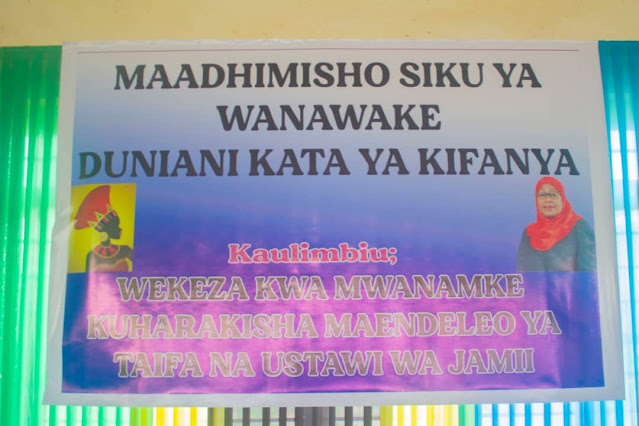 MAADHIMISHO SIKU YA
WANAWAKE
DUNIANI KATA YA KIFANYA
Kaulimbiu;
WEKEZA KWA MWANAMKE
KUHARAKISHA MAENDELEO YA
TAIFA NA USTAWI WA JAMII